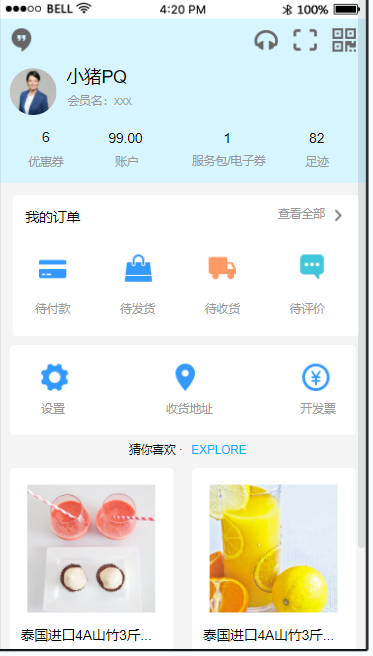 BELL 4:20 PM 100%
小猪PQ
会员名：xxx
6 99.00 1 82
优惠券 账户 服务包/电子券 足迹
我的订单 查看全部
待付款 待发货 待收货 待评价
设置 收货地址 开发票
猜你喜欢 · EXPLORE
泰国进口4A山竹3斤... 泰国进口4A山竹3斤...